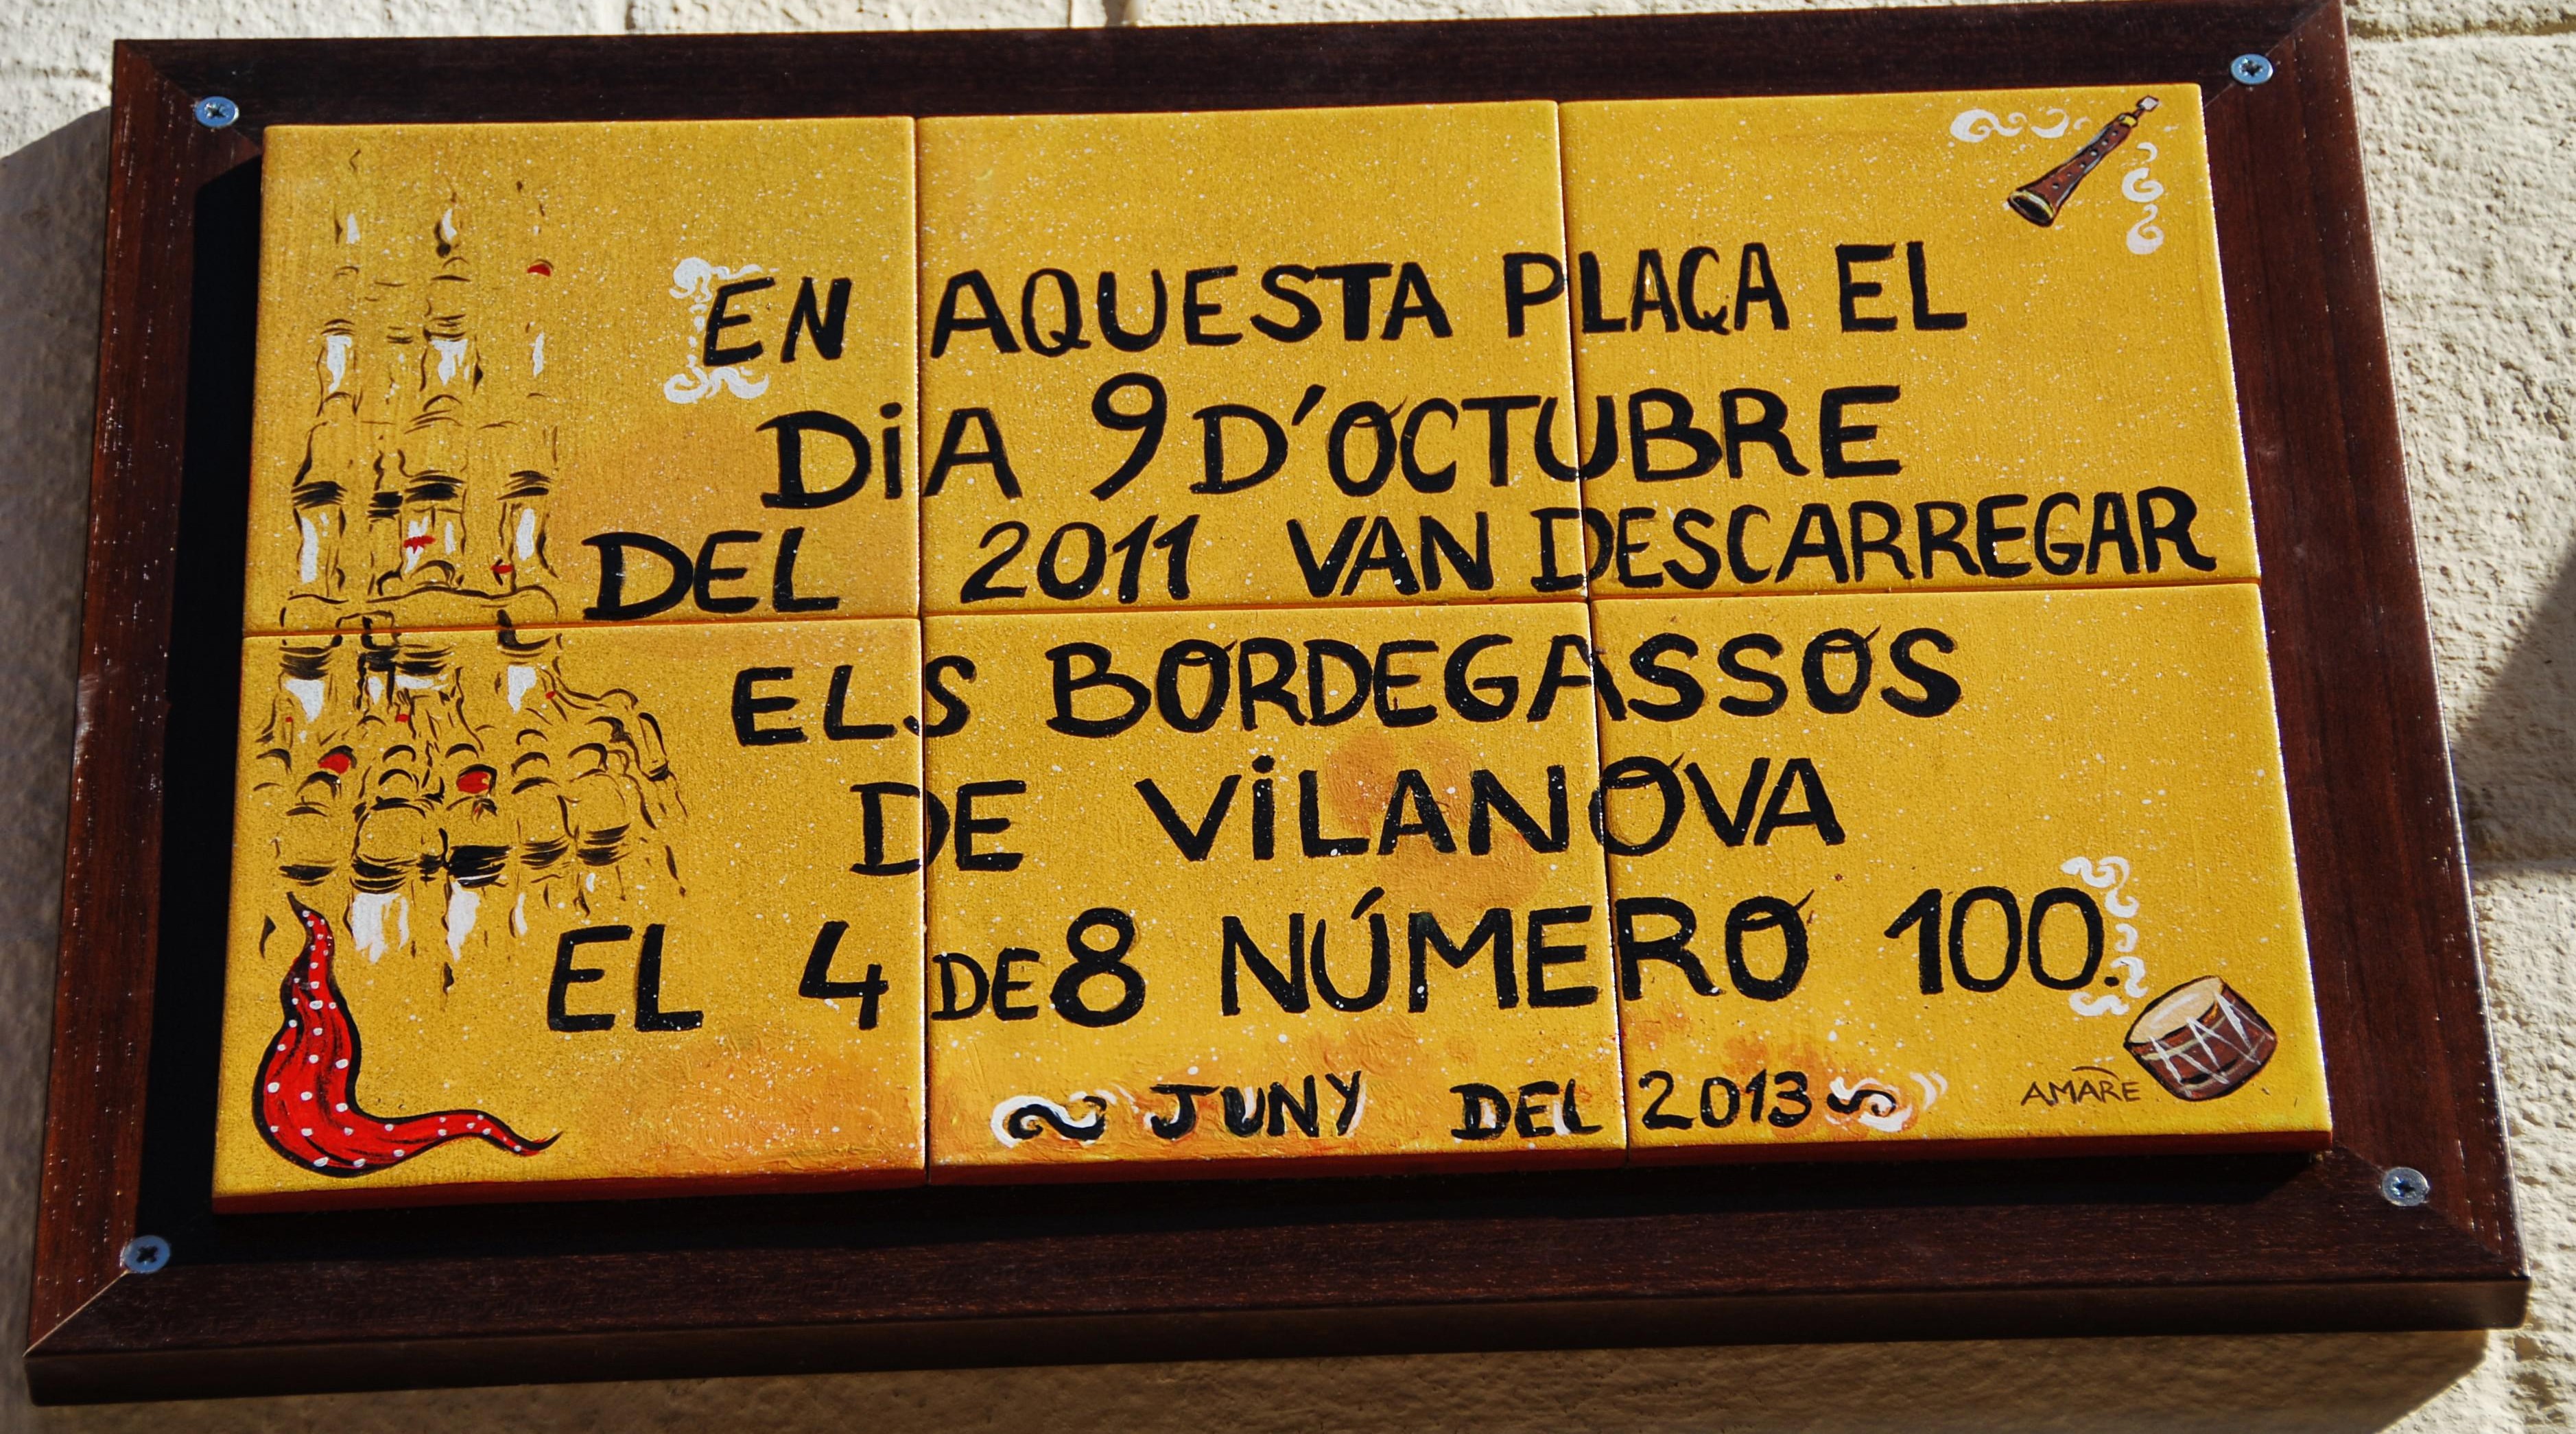 EN AQUESTA PLAÇA EL
DiA 9 D'OCTUBRE
DEL 2011 VAN DESCARREGAR
ELS BORDEGASSOS
DE ViLANOVA
EL 4 DE 8 NÚMERO 100.
JUNY DEL 2013
AMARE